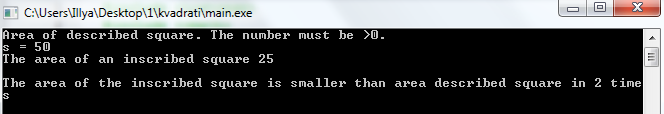 C:\Users\Illya\Desktop\1\kvadrati\main.exe
Area of described square. The number must be >0.
s = 50
The area of an inscribed square 25
The area of the inscribed square is smaller than area described square in 2 time
s